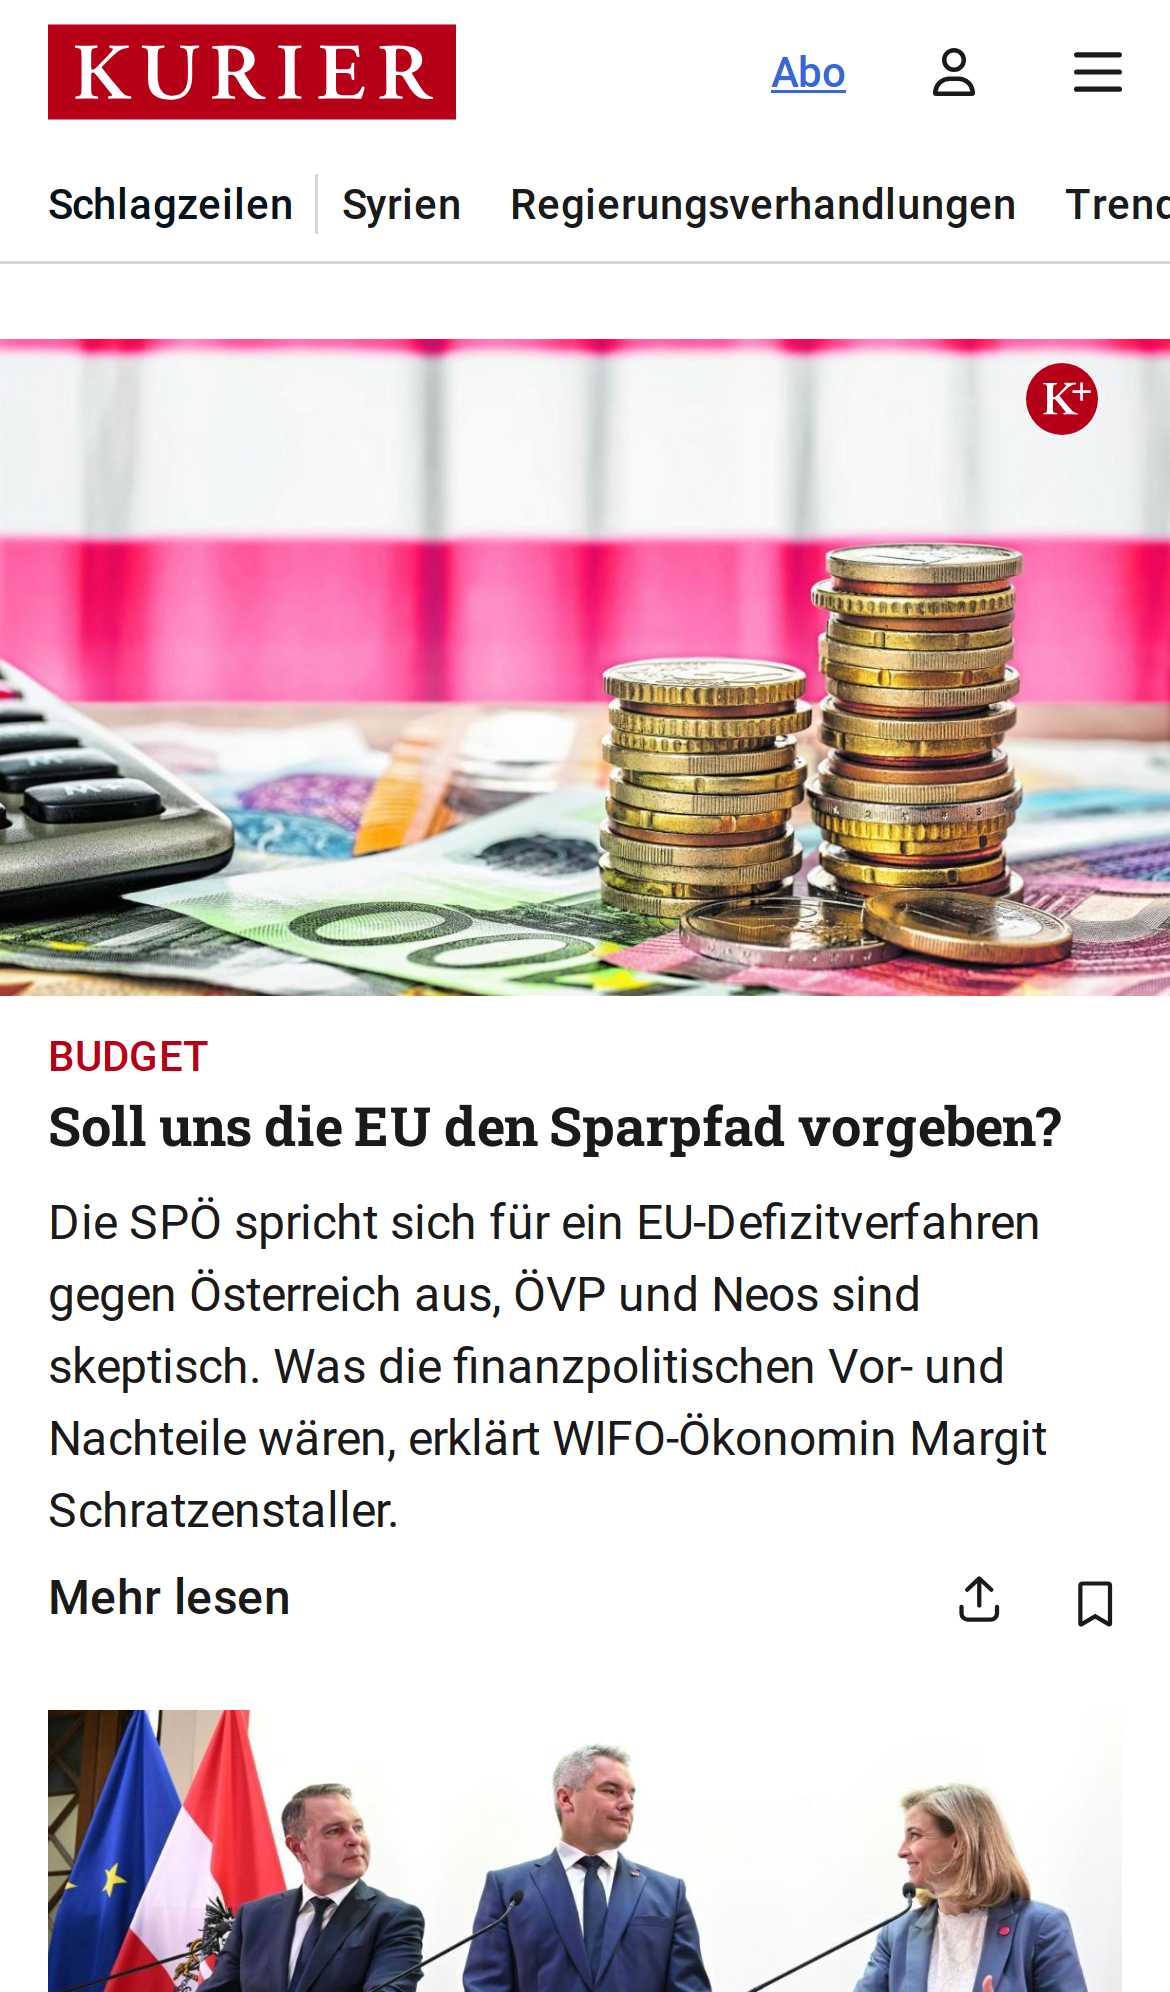 KURIER
Abo
Schlagzeilen
Syrien
Regierungsverhandlungen
K+
BUDGET
Soll uns die EU den Sparpfad vorgeben?
Die SPÖ spricht sich für ein EU-Defizitverfahren
gegen Österreich aus, ÖVP und Neos sind
skeptisch. Was die finanzpolitischen Vor- und
Nachteile wären, erklärt WIFO-Ökonomin Margit
Schratzenstaller.
Mehr lesen